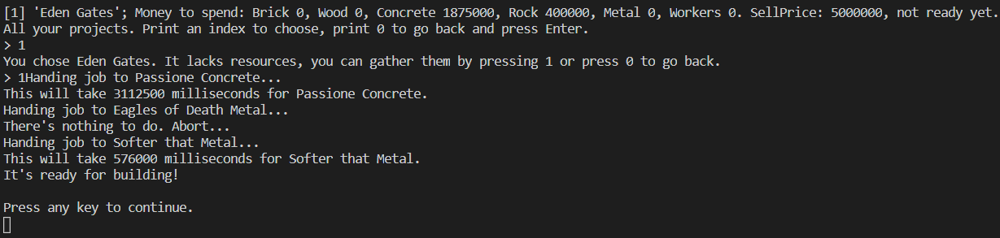 [1] 'Eden Gates'; Money to spend: Brick 0, Wood 0, Concrete 1875000, Rock 400000, Metal 0, Workers 0. SellPrice: 5000000, not ready yet.
All your projects. Print an index to choose, print 0 to go back and press Enter.
> 1
You chose Eden Gates. It lacks resources, you can gather them by pressing 1 or press 0 to go back.
> 1Handing job to Passione Concrete...
This will take 3112500 milliseconds for Passione Concrete.
Handing job to Eagles of Death Metal...
There's nothing to do. Abort...
Handing job to Softer that Metal...
This will take 576000 milliseconds for Softer that Metal.
It's ready for building!
Press any key to continue.